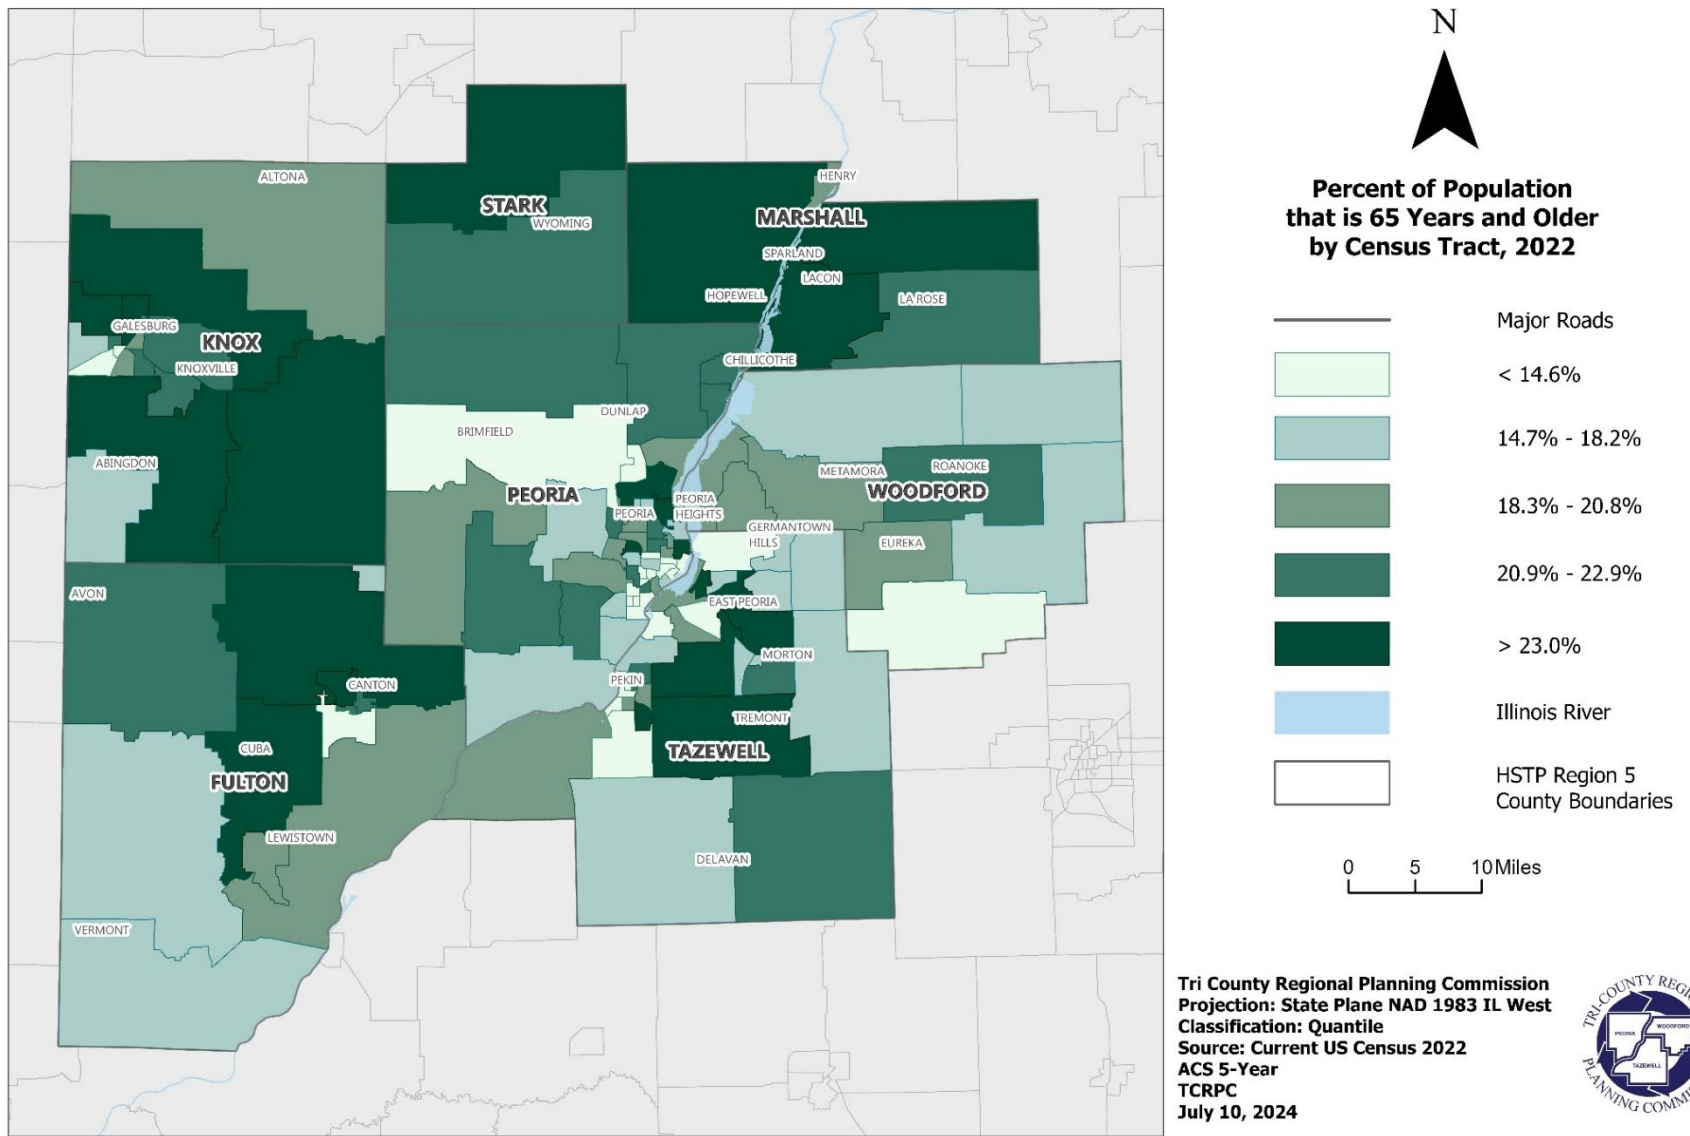 N
Percent of Population
that is 65 Years and Older
by Census Tract, 2022
Major Roads
< 14.6%
14.7% - 18.2%
18.3% - 20.8%
20.9% - 22.9%
> 23.0%
Illinois River
HSTP Region 5
County Boundaries
0 5 10 Miles
Tri County Regional Planning Commission
Projection: State Plane NAD 1983 IL West
Classification: Quantile
Source: Current US Census 2022
ACS 5-Year
TCRPC
July 10, 2024
ALTONA
HENRY
STARK
MARSHALL
WYOMING
SPARLAND
LACON
HOPEWELL
LA ROSE
GALESBURG
KNOX
KNOXVILLE
CHILLICOTHE
DUNLAP
BRIMFIELD
ABINGDON
METAMORA
ROANOKE
PEORIA
WOODFORD
PEORIA
HEIGHTS
PEORIA
GERMANTOWN
HILLS
EUREKA
AVON
EAST PEORIA
MORTON
CANTON
PEKIN
TREMONT
CUBA
TAZEWELL
FULTON
LEWISTOWN
DELAVAN
VERMONT
PEORIA
WOODFORD
TAZEWELL